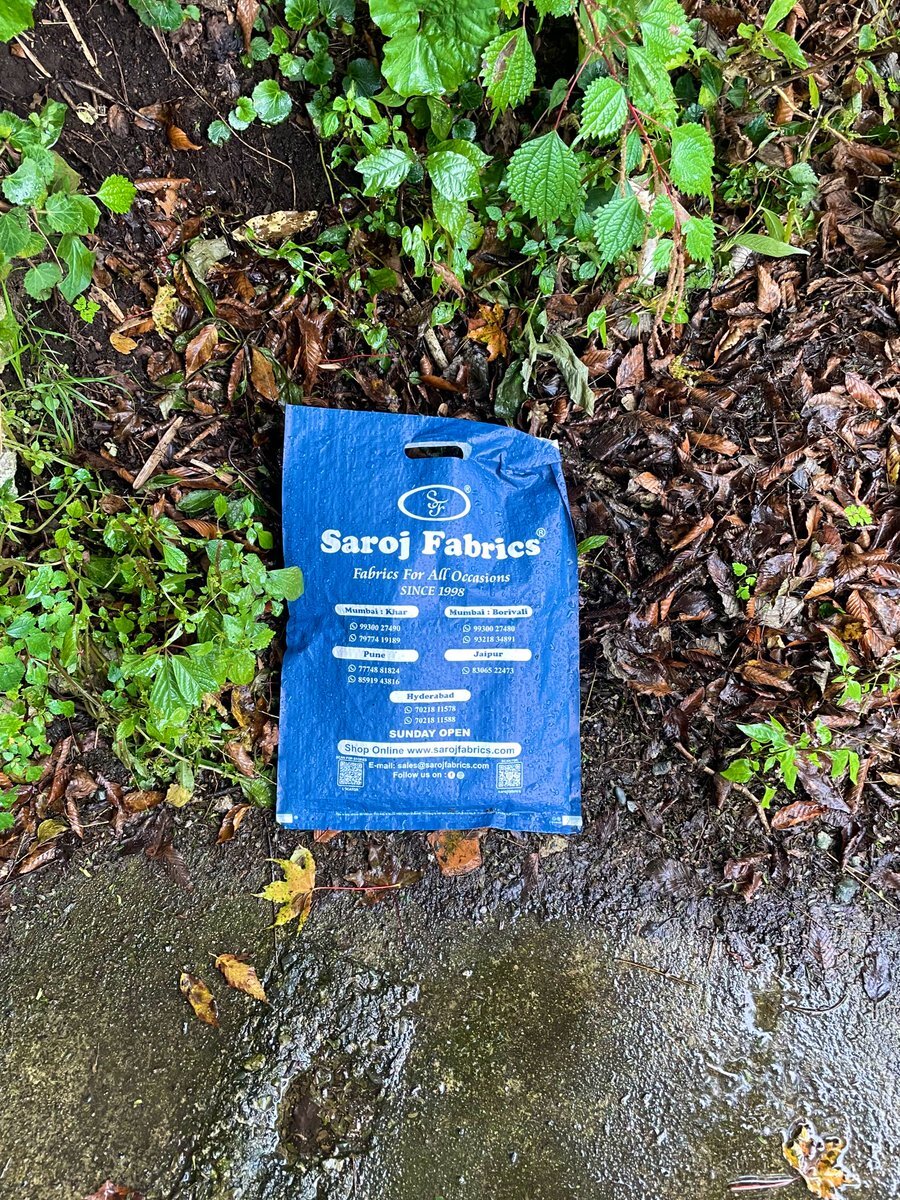 SF®
Saroj Fabrics®
Fabrics For All Occasions
SINCE 1998
Mumbai : Khar
99300 27490
79774 19189
Mumbai : Borivali
99300 27480
93218 34891
Pune
77748 81824
85919 43816
Jaipur
83065 22473
Hyderabad
70218 11578
70218 11588
SUNDAY OPEN
Shop Online www.sarojfabrics.com
E-mail: sales@sarojfabrics.com
Follow us :